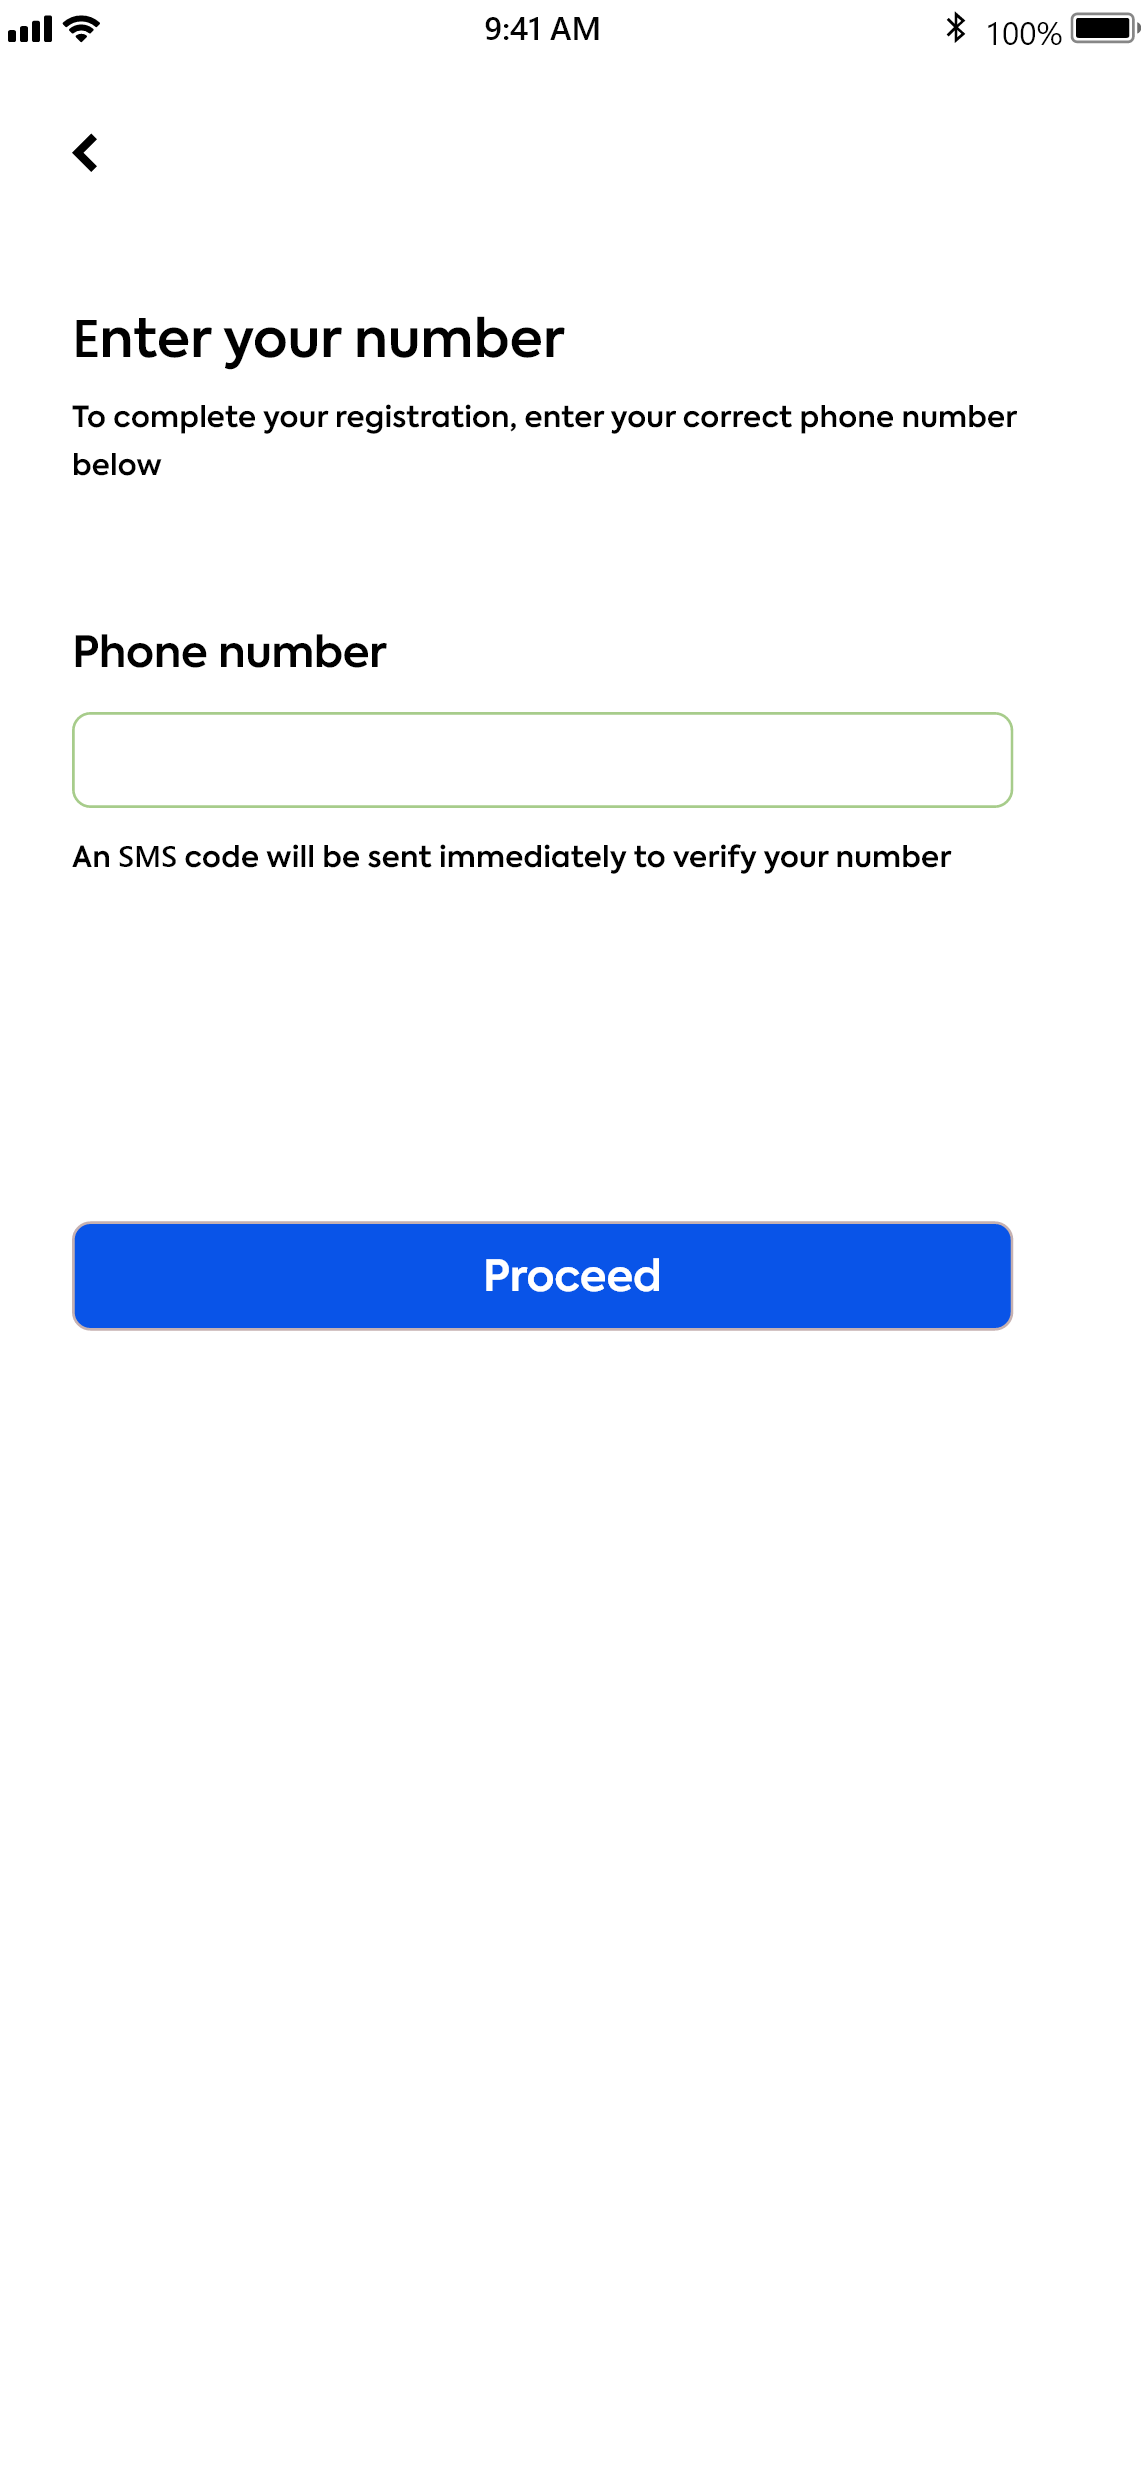 9:41 AM
100%
Enter your number
To complete your registration, enter your correct phone number
below
Phone number
An SMS code will be sent immediately to verify your number
Proceed